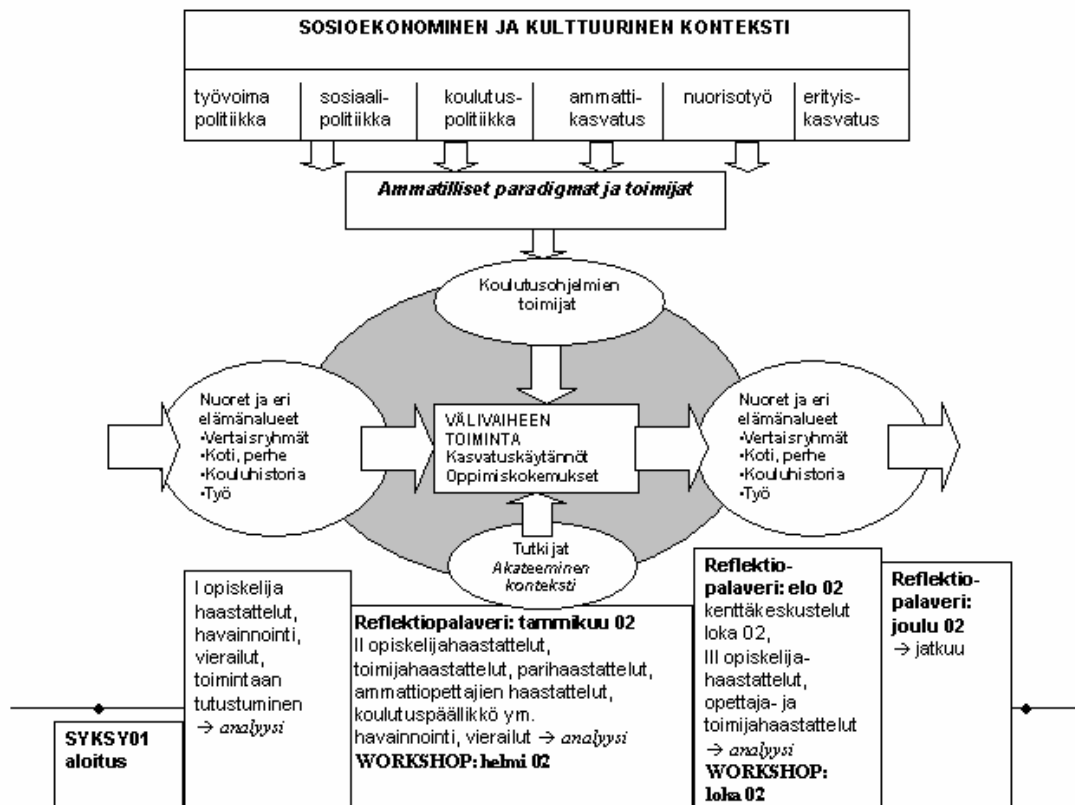 SOSIOEKONOMINEN JA KULTTUURINEN KONTEKSTI
työvoima
politiikka
sosiaali-
politiikka
koulutus-
politiikka
ammatti-
kasvatus
nuorisotyö
erityis-
kasvatus
Ammatilliset paradigmat ja toimijat
Koulutusohjelmien
toimijat
Nuoret ja eri
elämänalueet
•Vertaisryhmät
•Koti, perhe
•Kouluhistoria
•Työ
VÄLIVAIHEEN
TOIMINTA
Kasvatuskäytännöt
Oppimiskokemukset
Nuoret ja eri
elämänalueet
•Vertaisryhmät
•Koti, perhe
•Kouluhistoria
•Työ
Tutkijat
Akateeminen
konteksti
SYKSY01
aloitus
I opiskelija
haastattelut,
havainnointi,
vierailut,
toimintaan
tutustuminen
→ analyysi
Reflektiopalaveri: tammikuu 02
II opiskelijahaastattelut,
toimijahaastattelut, parihaastattelut,
ammattiopettajien haastattelut,
koulutuspäällikkö ym.
havainnointi, vierailut → analyysi
WORKSHOP: helmi 02
Reflektio-
palaveri: elo 02
kenttäkeskustelut
loka 02,
III opiskelija-
haastattelut,
opettaja- ja
toimijahaastattelut
→ analyysi
WORKSHOP:
loka 02
Reflektio-
palaveri:
joulu 02
→ jatkuu